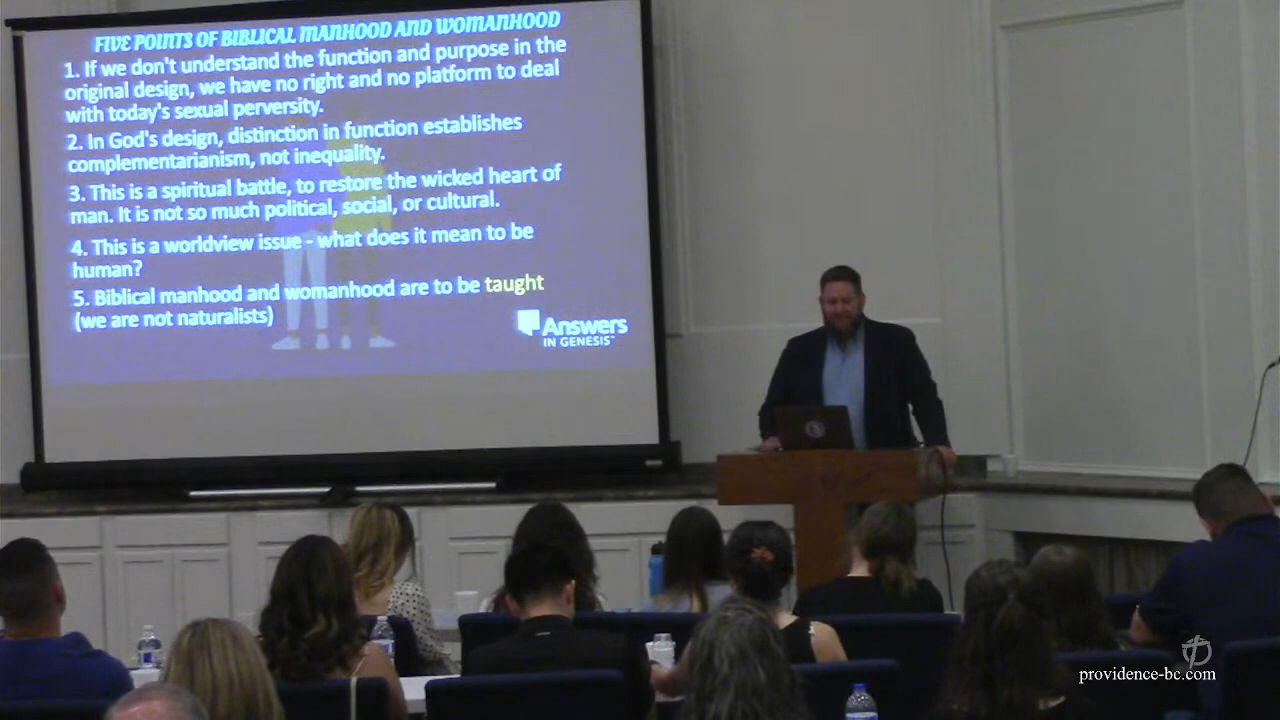 FIVE POINTS OF BIBLICAL MANHOOD AND WOMANHOOD
1. If we don't understand the function and purpose in the
original design, we have no right and no platform to deal
with today's sexual perversity.
2. In God's design, distinction in function establishes
complementarianism, not inequality.
3. This is a spiritual battle, to restore the wicked heart of
man. It is not so much political, social, or cultural.
4. This is a worldview issue - what does it mean to be
human?
5. Biblical manhood and womanhood are to be taught
(we are not naturalists)
Answers
IN GENESIS
providence-bc.com